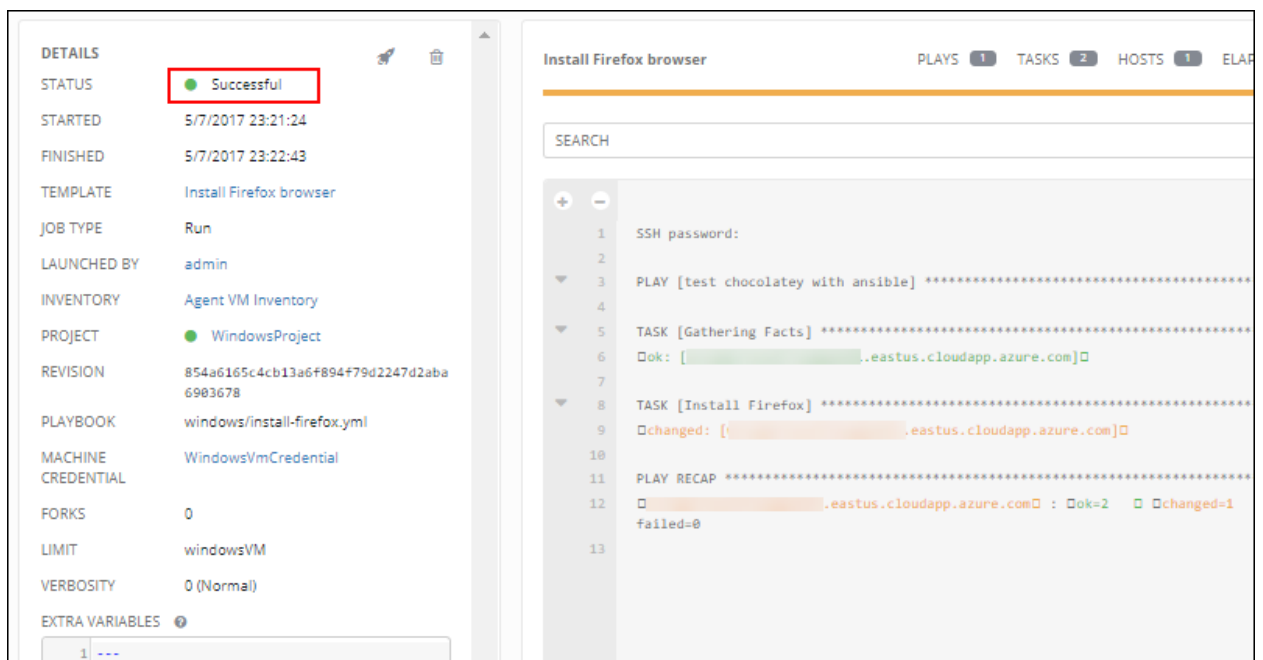 DETAILS
STATUS Successful
STARTED 5/7/2017 23:21:24
FINISHED 5/7/2017 23:22:43
TEMPLATE Install Firefox browser
JOB TYPE Run
LAUNCHED BY admin
INVENTORY Agent VM Inventory
PROJECT WindowsProject
REVISION 854a6165c4cb13a6f894f79d2247d2aba
6903678
PLAYBOOK windows/install-firefox.yml
MACHINE WindowsVmCredential
CREDENTIAL
FORKS 0
LIMIT windowsVM
VERBOSITY 0 (Normal)
EXTRA VARIABLES ?
1 ---
Install Firefox browser PLAYS 1 TASKS 2 HOSTS 1 ELAP
SEARCH
+ −
1 SSH password:
2
3 PLAY [test chocolatey with ansible] *******************************************
4
5 TASK [Gathering Facts] ********************************************************
6 □ok: [ ..eastus.cloudapp.azure.com]□
7
8 TASK [Install Firefox] ********************************************************
9 □changed: [ .eastus.cloudapp.azure.com]□
10
11 PLAY RECAP ********************************************************************
12 □ .eastus.cloudapp.azure.com□ : □ok=2 □ □changed=1
failed=0
13